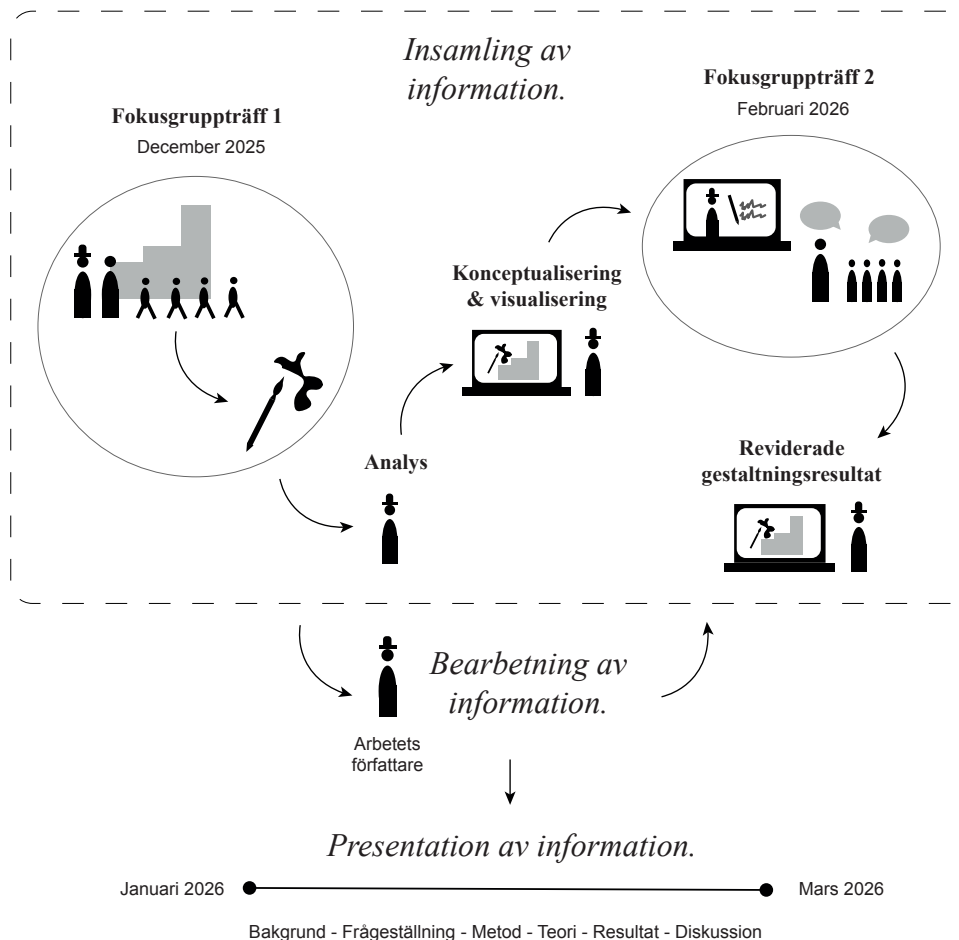 Insamling av
information.
Fokusgruppträff 1
December 2025
Fokusgruppträff 2
Februari 2026
Konceptualisering
& visualisering
Analys
Reviderade
gestaltningsresultat
Bearbetning av
information.
Arbetets
författare
Presentation av information.
Januari 2026
Mars 2026
Bakgrund - Frågeställning - Metod - Teori - Resultat - Diskussion